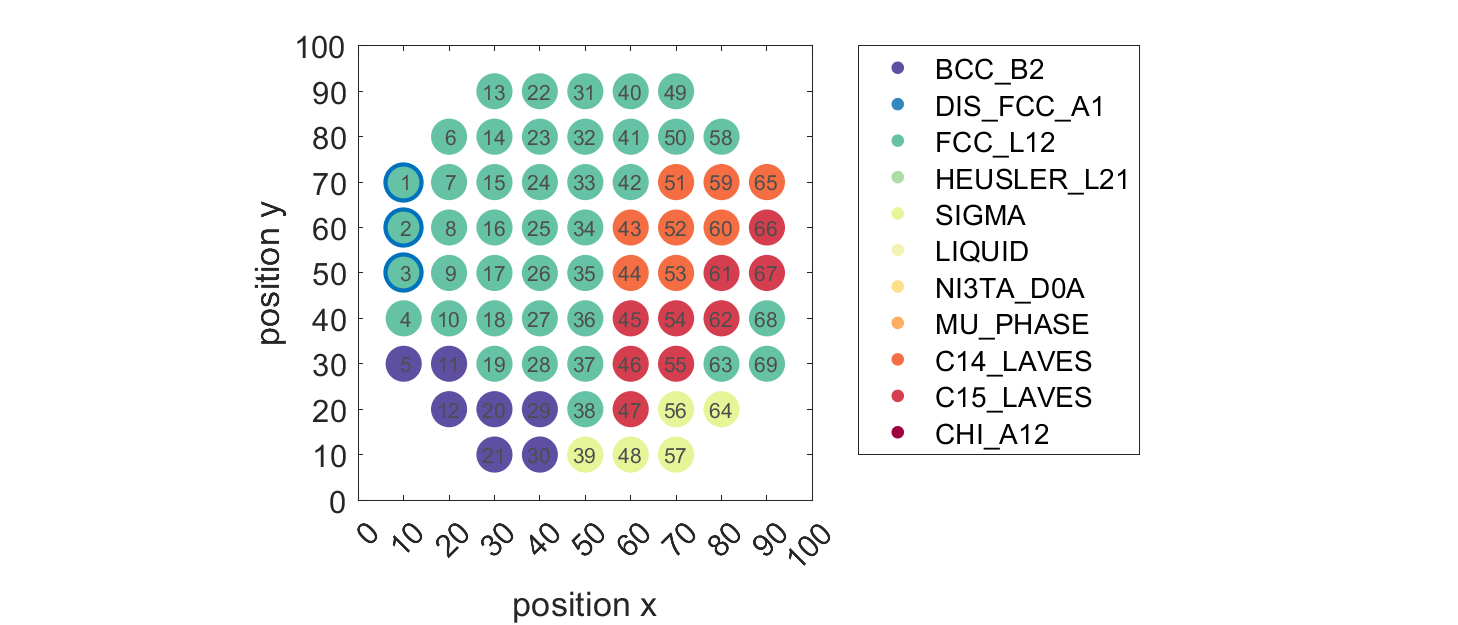 100
90
80
70
60
50
40
30
20
10
0
13 22 31 40 49
6 14 23 32 41 50 58
1 7 15 24 33 42 51 59 65
2 8 16 25 34 43 52 60 66
3 9 17 26 35 44 53 61 67
4 10 18 27 36 45 54 62 68
5 11 19 28 37 46 55 63 69
12 20 29 38 47 56 64
21 30 39 48 57
0 10 20 30 40 50 60 70 80 90 100
position x
position y
BCC_B2
DIS_FCC_A1
FCC_L12
HEUSLER_L21
SIGMA
LIQUID
NI3TA_D0A
MU_PHASE
C14_LAVES
C15_LAVES
CHI_A12